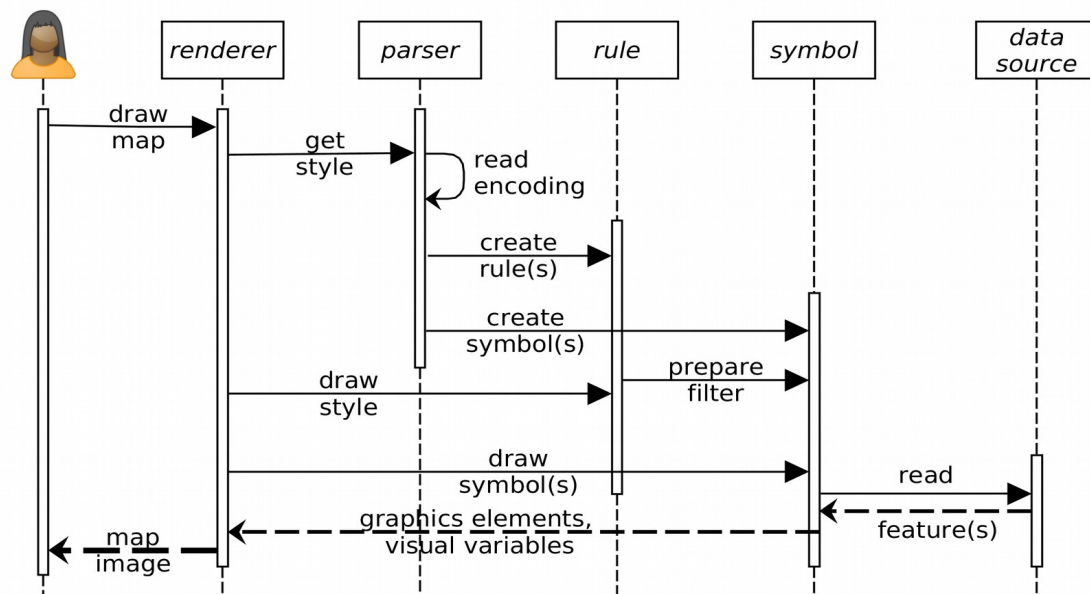 renderer
parser
rule
symbol
data
source
draw
map
get
style
read
encoding
create
rule(s)
create
symbol(s)
prepare
filter
draw
style
draw
symbol(s)
read
graphics elements,
visual variables
feature(s)
map
image